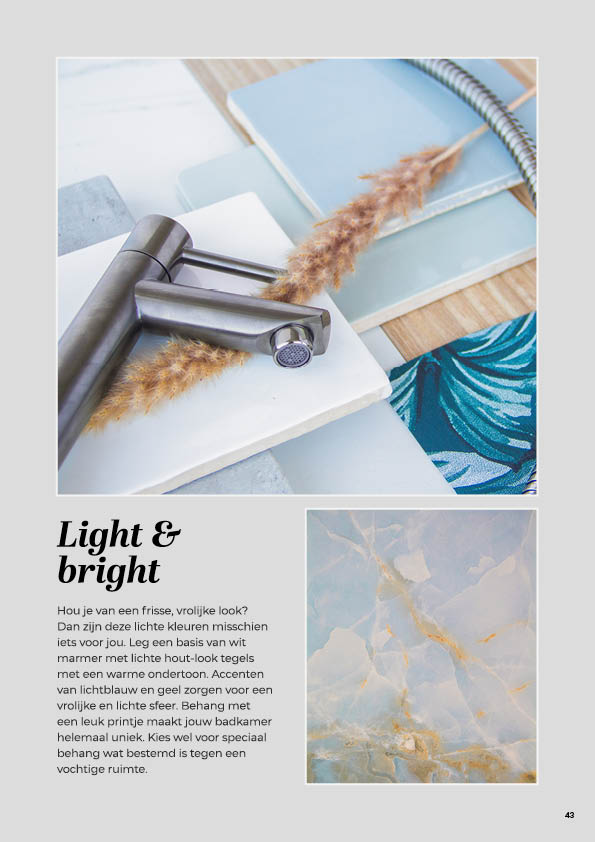 Light &
bright
Hou je van een frisse, vrolijke look?
Dan zijn deze lichte kleuren misschien
iets voor jou. Leg een basis van wit
marmer met lichte hout-look tegels
met een warme ondertoon. Accenten
van lichtblauw en geel zorgen voor een
vrolijke en lichte sfeer. Behang met
een leuk printje maakt jouw badkamer
helemaal uniek. Kies wel voor speciaal
behang wat bestemd is tegen een
vochtige ruimte.
43